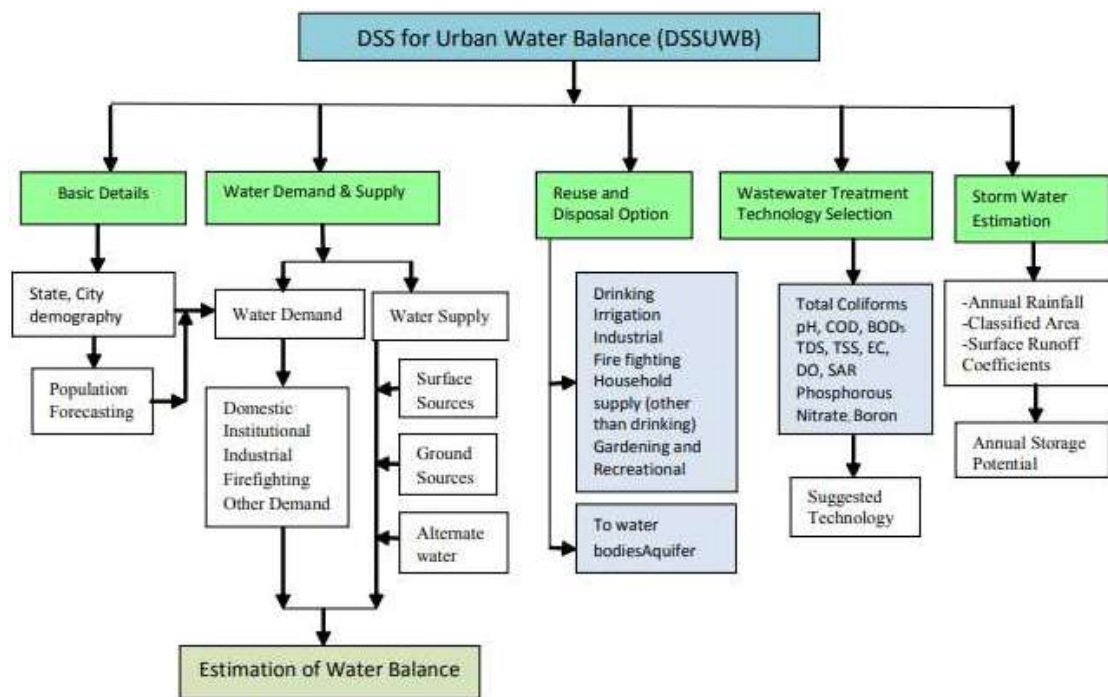 DSS for Urban Water Balance (DSSUWB)
Basic Details
Water Demand & Supply
Reuse and
Disposal Option
Wastewater Treatment
Technology Selection
Storm Water
Estimation
State, City
demography
Population
Forecasting
Water Demand
Water Supply
Domestic
Institutional
Industrial
Firefighting
Other Demand
Surface
Sources
Ground
Sources
Alternate
water
Estimation of Water Balance
Drinking
Irrigation
Industrial
Fire fighting
Household
supply (other
than drinking)
Gardening and
Recreational
To water
bodiesAquifer
Total Coliforms
pH, COD, BOD₅
TDS, TSS, EC,
DO, SAR
Phosphorous
Nitrate, Boron
Suggested
Technology
-Annual Rainfall
-Classified Area
-Surface Runoff
Coefficients
Annual Storage
Potential